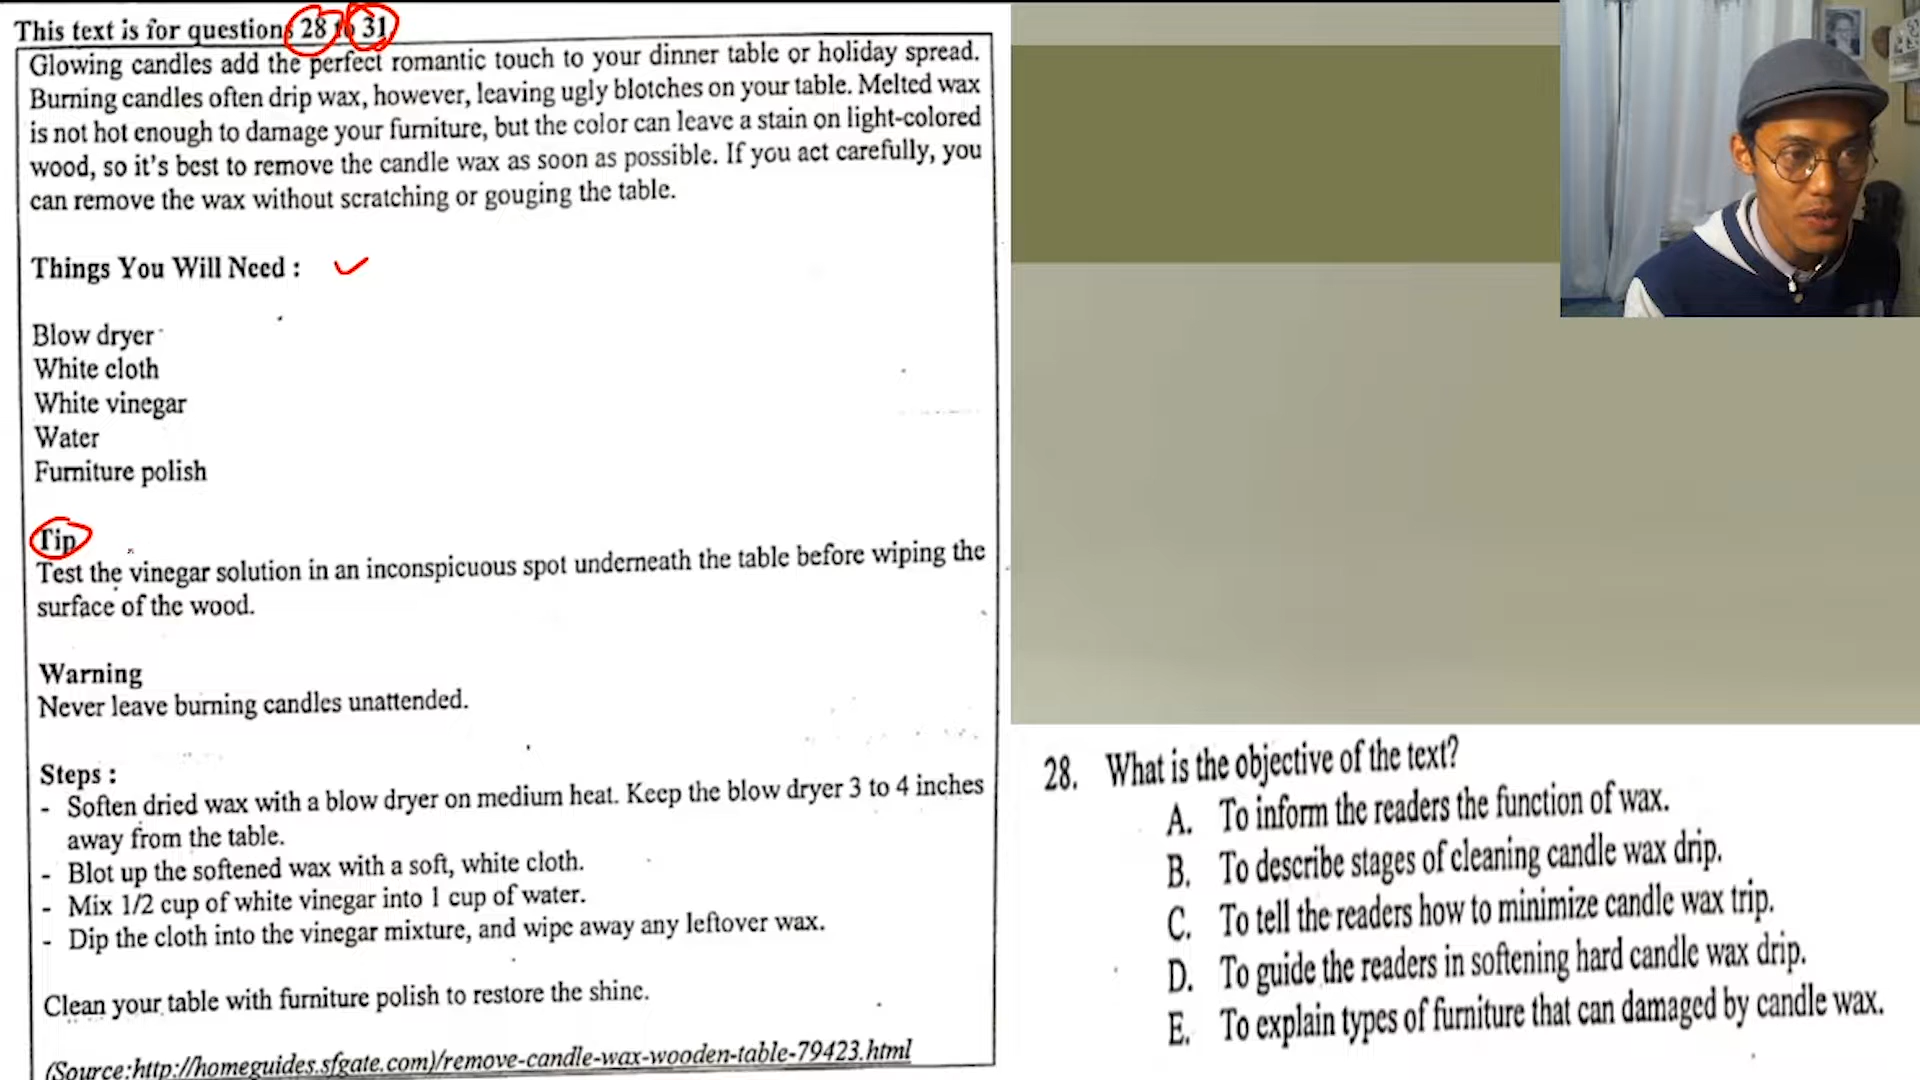 This text is for questions 28 to 31
Glowing candles add the perfect romantic touch to your dinner table or holiday spread.
Burning candles often drip wax, however, leaving ugly blotches on your table. Melted wax
is not hot enough to damage your furniture, but the color can leave a stain on light-colored
wood, so it's best to remove the candle wax as soon as possible. If you act carefully, you
can remove the wax without scratching or gouging the table.
Things You Will Need :
Blow dryer
White cloth
White vinegar
Water
Furniture polish
Tip
Test the vinegar solution in an inconspicuous spot underneath the table before wiping the
surface of the wood.
Warning
Never leave burning candles unattended.
Steps :
- Soften dried wax with a blow dryer on medium heat. Keep the blow dryer 3 to 4 inches
away from the table.
- Blot up the softened wax with a soft, white cloth.
- Mix 1/2 cup of white vinegar into 1 cup of water.
- Dip the cloth into the vinegar mixture, and wipe away any leftover wax.
Clean your table with furniture polish to restore the shine.
(Source:http://homeguides.sfgate.com)/remove-candle-wax-wooden-table-79423.html
28. What is the objective of the text?
A. To inform the readers the function of wax.
B. To describe stages of cleaning candle wax drip.
C. To tell the readers how to minimize candle wax trip.
D. To guide the readers in softening hard candle wax drip.
E. To explain types of furniture that can damaged by candle wax.